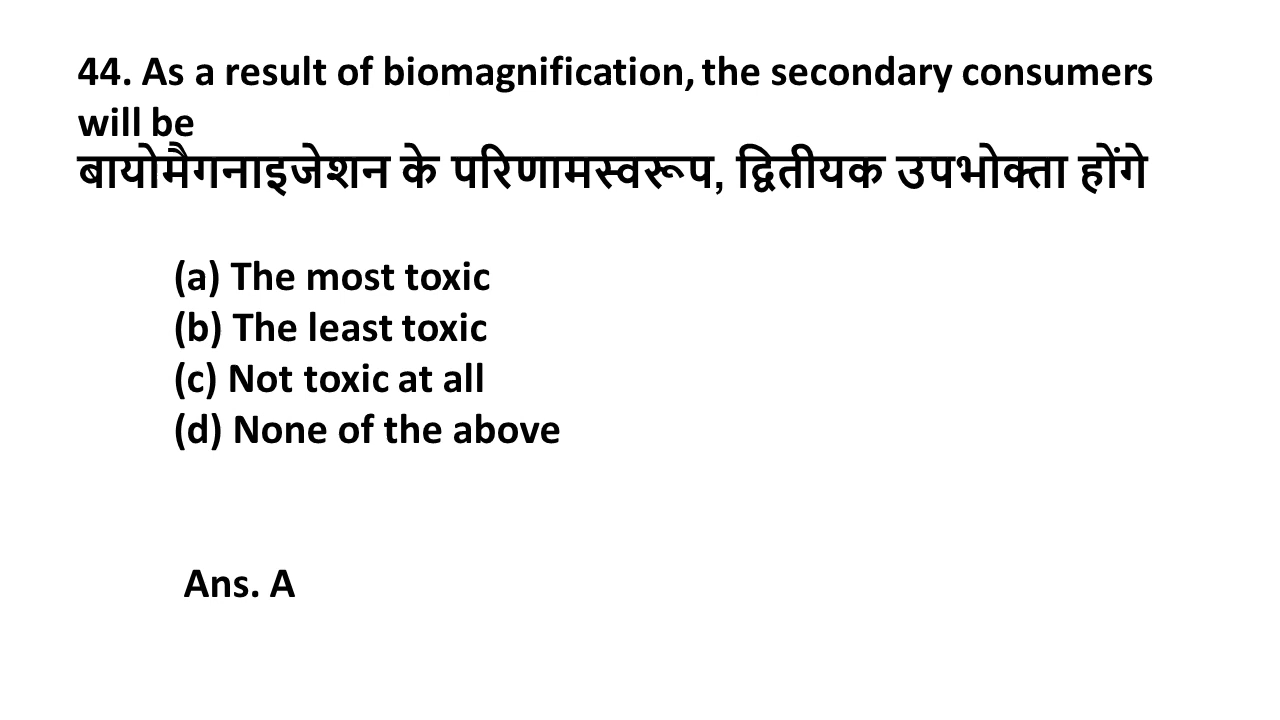 44. As a result of biomagnification, the secondary consumers
will be
बायोमैगनाइजेशन के परिणामस्वरूप, द्वितीयक उपभोक्ता होंगे
(a) The most toxic
(b) The least toxic
(c) Not toxic at all
(d) None of the above
Ans. A